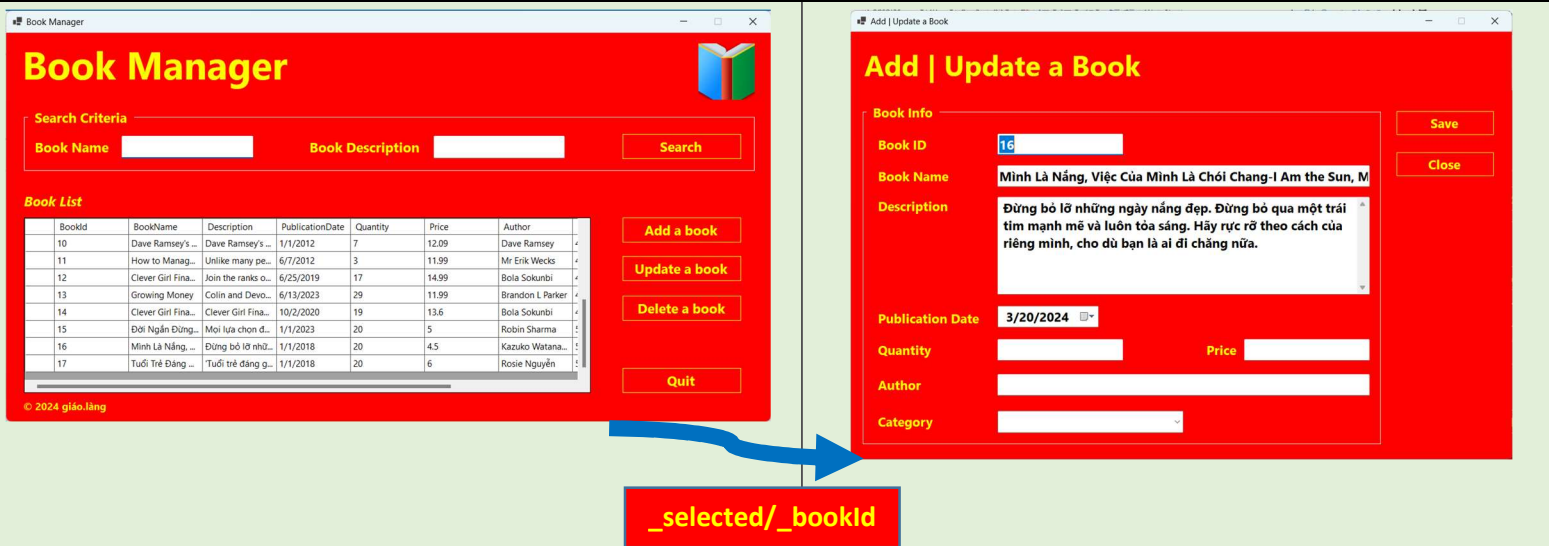 Book Manager
Book Manager
Search Criteria
Book Name Book Description Search
Book List
BookId BookName Description PublicationDate Quantity Price Author
10 Dave Ramsey's ... Dave Ramsey's ... 1/1/2012 7 12.09 Dave Ramsey
11 How to Manag... Unlike many pe... 6/7/2012 3 11.99 Mr Erik Wecks
12 Clever Girl Fina... Join the ranks o... 6/25/2019 17 14.99 Bola Sokunbi
13 Growing Money Colin and Devo... 6/13/2023 29 11.99 Brandon L Parker
14 Clever Girl Fina... Clever Girl Fina... 10/2/2020 19 13.6 Bola Sokunbi
15 Đời Ngắn Đừng... Mọi lựa chọn đ... 1/1/2023 20 5 Robin Sharma
16 Mình Là Nắng, ... Đừng bỏ lỡ nhữ... 1/1/2018 20 4.5 Kazuko Watana...
17 Tuổi Trẻ Đáng ... 'Tuổi trẻ đáng g... 1/1/2018 20 6 Rosie Nguyễn
Add a book
Update a book
Delete a book
Quit
© 2024 giáo.làng
Add | Update a Book
Add | Update a Book
Book Info
Book ID 16
Book Name Mình Là Nắng, Việc Của Mình Là Chói Chang-I Am the Sun, M
Description Đừng bỏ lỡ những ngày nắng đẹp. Đừng bỏ qua một trái
tim mạnh mẽ và luôn tỏa sáng. Hãy rực rỡ theo cách của
riêng mình, cho dù bạn là ai đi chăng nữa.
Publication Date 3/20/2024
Quantity Price
Author
Category
Save
Close
_selected/_bookId